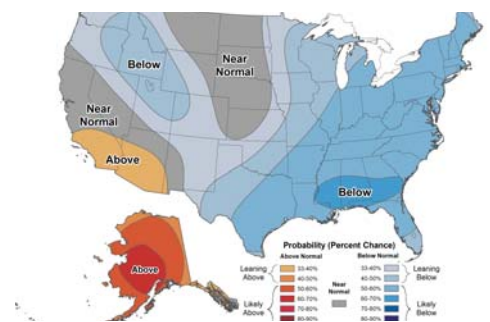 Below
Near
Normal
Near
Normal
Above
Below
Above
Probability (Percent Chance)
Above Normal
Below Normal
Leaning
Above
33-40%
40-50%
50-60%
Likely
Above
60-70%
70-80%
80-90%
Near
Normal
33-40%
40-50%
50-60%
60-70%
70-80%
80-90%
Leaning
Below
Likely
Below